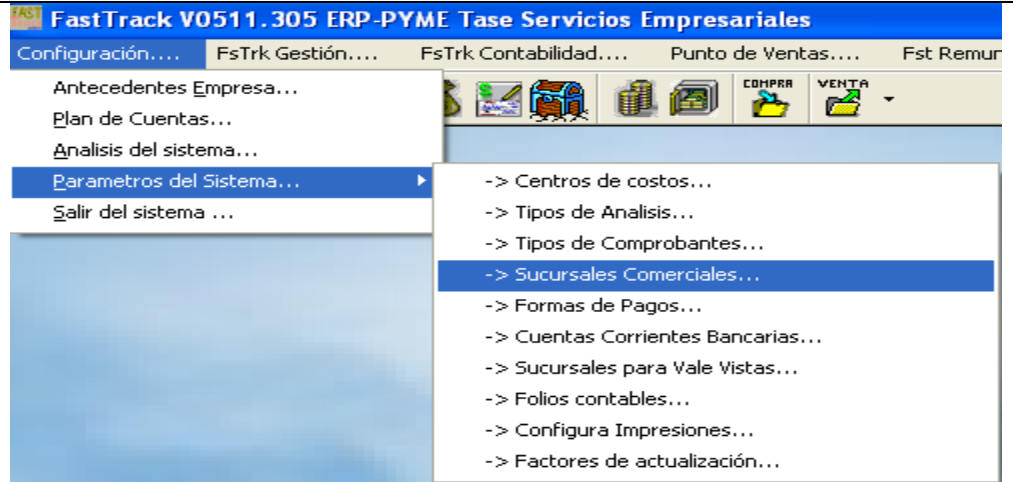 FAST
FastTrack V0511.305 ERP-PYME Tase Servicios Empresariales
Configuración.... FsTrk Gestión.... FsTrk Contabilidad.... Punto de Ventas.... Fst Remun
Antecedentes Empresa...
Plan de Cuentas...
COMPRA VENTA
Analisis del sistema...
Parametros del Sistema...
Salir del sistema ...
-> Centros de costos...
-> Tipos de Analisis...
-> Tipos de Comprobantes...
-> Sucursales Comerciales...
-> Formas de Pagos...
-> Cuentas Corrientes Bancarias...
-> Sucursales para Vale Vistas...
-> Folios contables...
-> Configura Impresiones...
-> Factores de actualización...